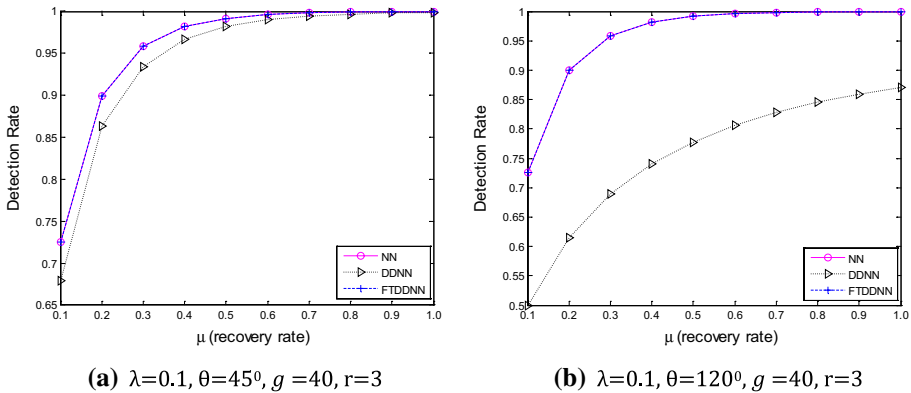 Detection Rate
1
0.95
0.9
0.85
0.8
0.75
0.7
0.65
0.1 0.2 0.3 0.4 0.5 0.6 0.7 0.8 0.9 1.0
μ (recovery rate)
NN
DDNN
FTDDNN
(a) λ=0.1, θ=45⁰, g =40, r=3
Detection Rate
1
0.95
0.9
0.85
0.8
0.75
0.7
0.65
0.6
0.55
0.5
0.1 0.2 0.3 0.4 0.5 0.6 0.7 0.8 0.9 1.0
μ (recovery rate)
NN
DDNN
FTDDNN
(b) λ=0.1, θ=120⁰, g =40, r=3